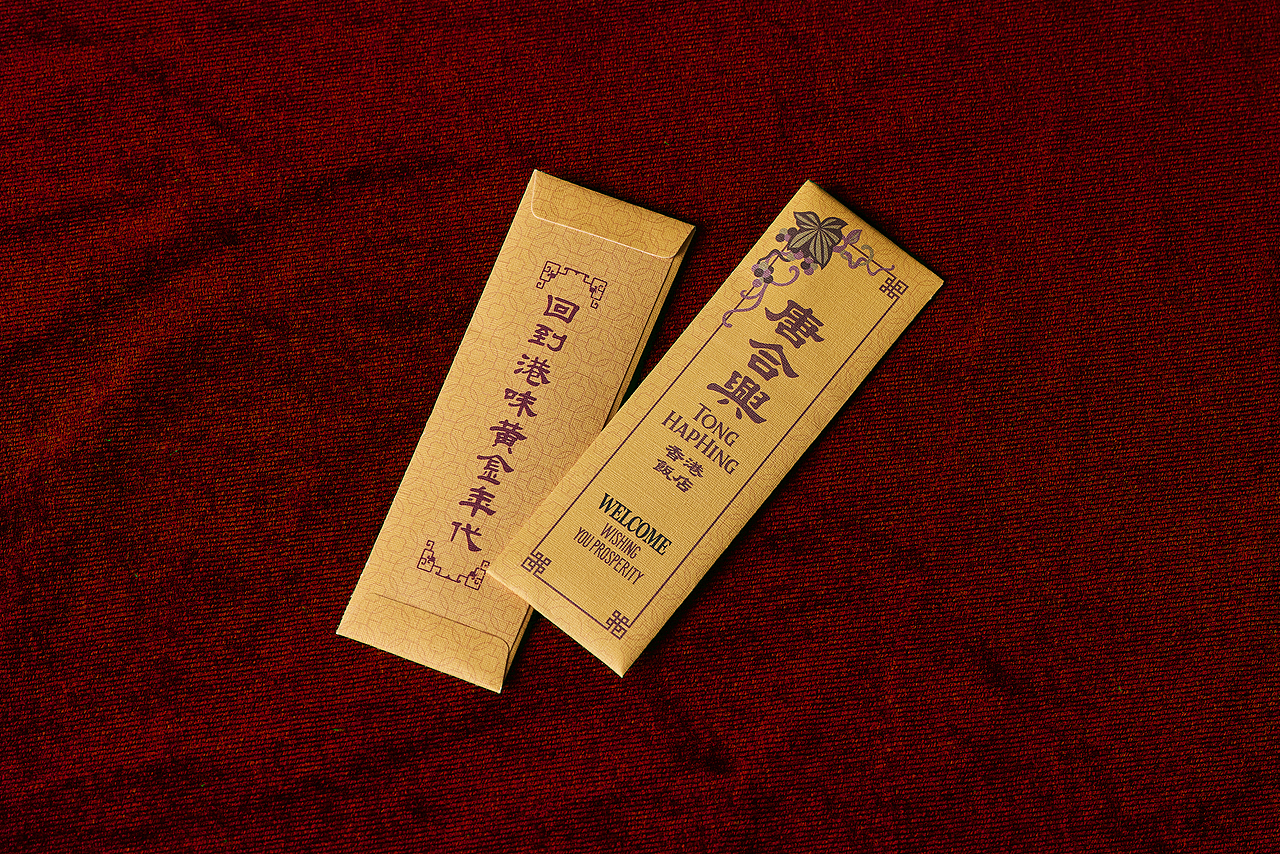 回到港味黃金年代
唐合興
TONG
HAPHING
香港
飯店
WELCOME
WISHING
YOU PROSPERITY